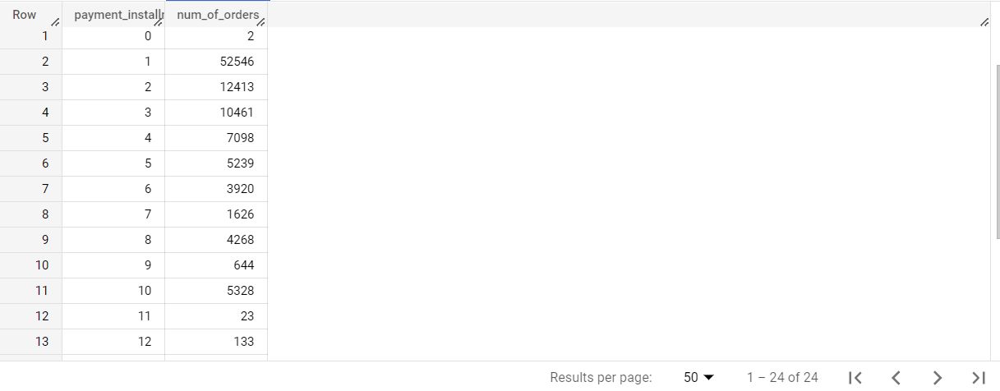 Row payment_installm num_of_orders
1 0 2
2 1 52546
3 2 12413
4 3 10461
5 4 7098
6 5 5239
7 6 3920
8 7 1626
9 8 4268
10 9 644
11 10 5328
12 11 23
13 12 133
Results per page: 50 1 – 24 of 24